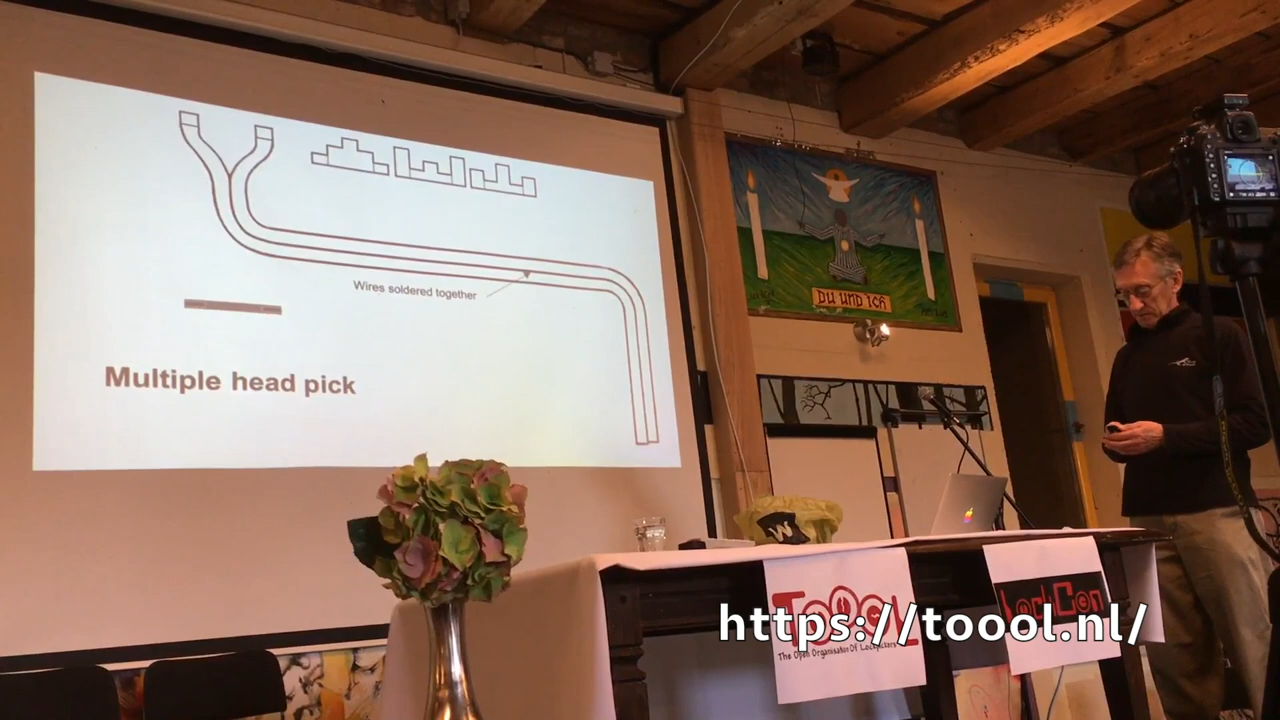 Wires soldered together
Multiple head pick
DU UND ICH
W
TOOOL
The Open Organisation Of Lockpickers
LockCon
https://toool.nl/